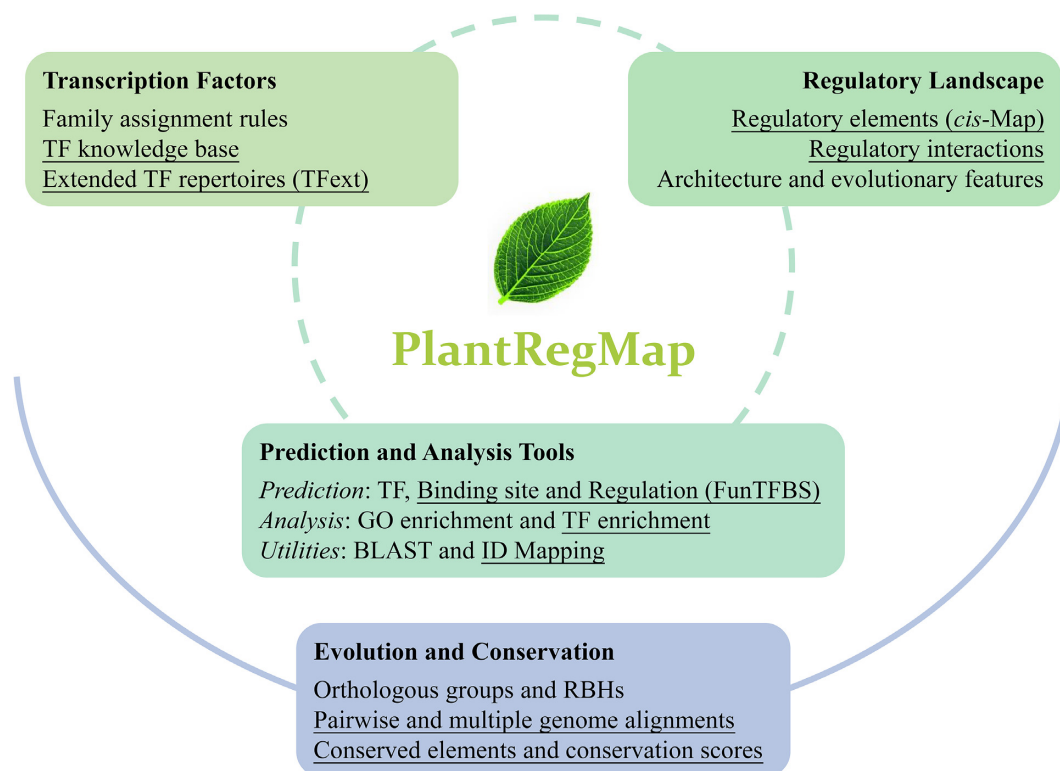 Transcription Factors
Family assignment rules
TF knowledge base
Extended TF repertoires (TFext)
Regulatory Landscape
Regulatory elements (cis-Map)
Regulatory interactions
Architecture and evolutionary features
PlantRegMap
Prediction and Analysis Tools
Prediction: TF, Binding site and Regulation (FunTFBS)
Analysis: GO enrichment and TF enrichment
Utilities: BLAST and ID Mapping
Evolution and Conservation
Orthologous groups and RBHs
Pairwise and multiple genome alignments
Conserved elements and conservation scores